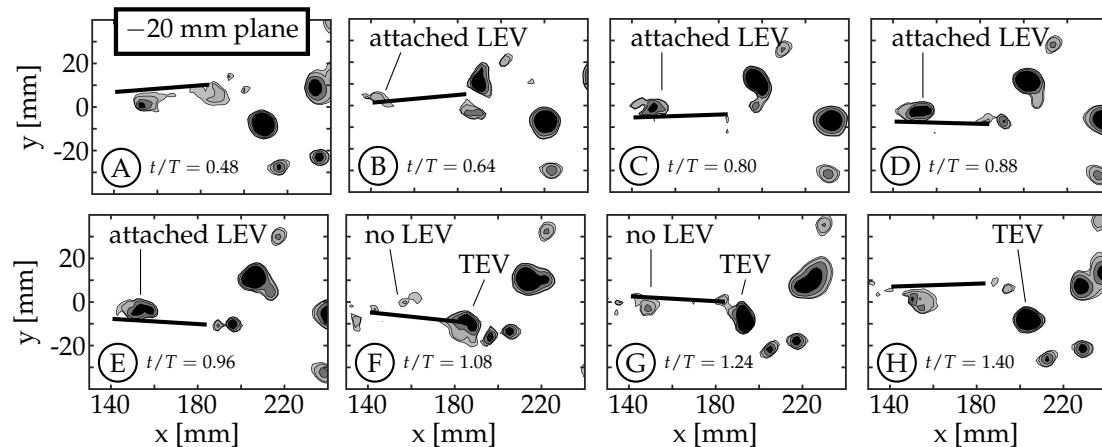 −20 mm plane
attached LEV
attached LEV
attached LEV
20
0
-20
y [mm]
A t/T = 0.48
B t/T = 0.64
C t/T = 0.80
D t/T = 0.88
attached LEV
no LEV
TEV
no LEV
TEV
TEV
20
0
-20
y [mm]
E t/T = 0.96
F t/T = 1.08
G t/T = 1.24
H t/T = 1.40
140 180 220
140 180 220
140 180 220
140 180 220
x [mm]
x [mm]
x [mm]
x [mm]